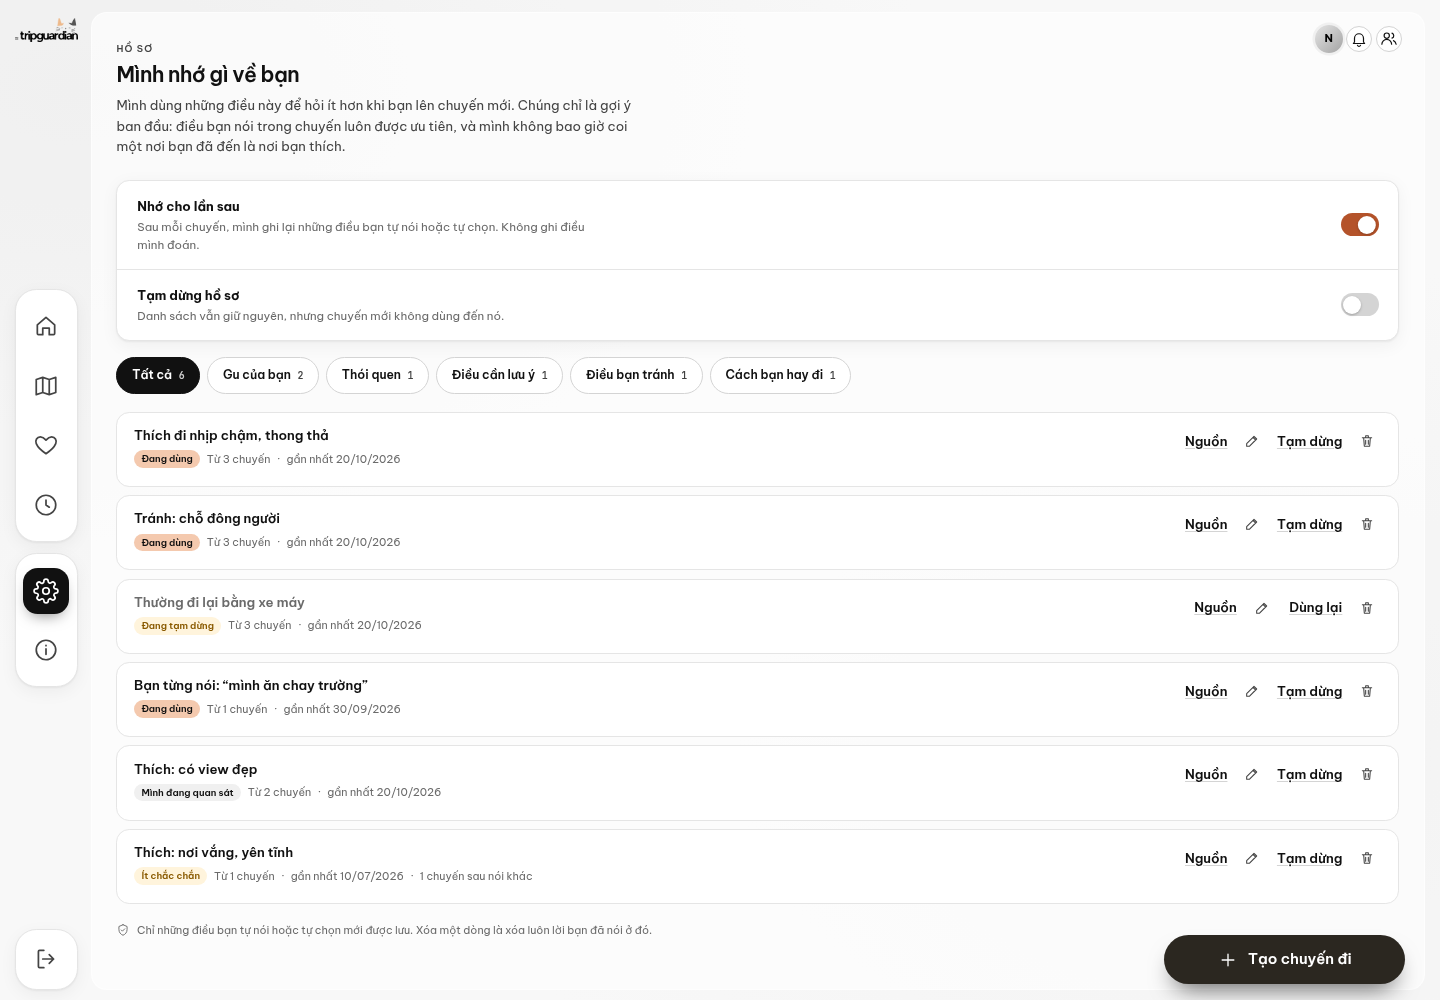 tripguardian
N
HỒ SƠ
Mình nhớ gì về bạn
Mình dùng những điều này để hỏi ít hơn khi bạn lên chuyến mới. Chúng chỉ là gợi ý
ban đầu: điều bạn nói trong chuyến luôn được ưu tiên, và mình không bao giờ coi
một nơi bạn đã đến là nơi bạn thích.
Nhớ cho lần sau
Sau mỗi chuyến, mình ghi lại những điều bạn tự nói hoặc tự chọn. Không ghi điều
mình đoán.
Tạm dừng hồ sơ
Danh sách vẫn giữ nguyên, nhưng chuyến mới không dùng đến nó.
Tất cả 6 Gu của bạn 2 Thói quen 1 Điều cần lưu ý 1 Điều bạn tránh 1 Cách bạn hay đi 1
Thích đi nhịp chậm, thong thả
Đang dùng Từ 3 chuyến · gần nhất 20/10/2026
Nguồn Tạm dừng
Tránh: chỗ đông người
Đang dùng Từ 3 chuyến · gần nhất 20/10/2026
Nguồn Tạm dừng
Thường đi lại bằng xe máy
Đang tạm dừng Từ 3 chuyến · gần nhất 20/10/2026
Nguồn Dùng lại
Bạn từng nói: “mình ăn chay trường”
Đang dùng Từ 1 chuyến · gần nhất 30/09/2026
Nguồn Tạm dừng
Thích: có view đẹp
Mình đang quan sát Từ 2 chuyến · gần nhất 20/10/2026
Nguồn Tạm dừng
Thích: nơi vắng, yên tĩnh
Ít chắc chắn Từ 1 chuyến · gần nhất 10/07/2026 · 1 chuyến sau nói khác
Nguồn Tạm dừng
Chỉ những điều bạn tự nói hoặc tự chọn mới được lưu. Xóa một dòng là xóa luôn lời bạn đã nói ở đó.
Tạo chuyến đi